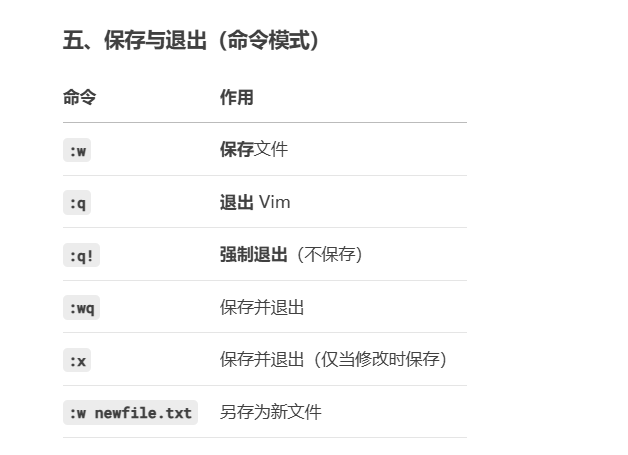 五、保存与退出（命令模式）
命令 作用
:w 保存文件
:q 退出 Vim
:q! 强制退出（不保存）
:wq 保存并退出
:x 保存并退出（仅当修改时保存）
:w newfile.txt 另存为新文件